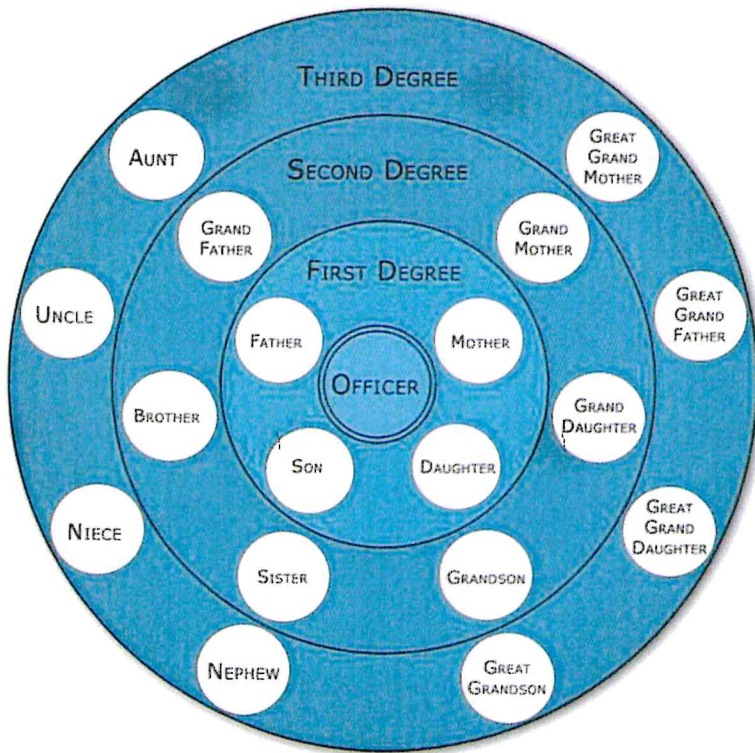 THIRD DEGREE
AUNT
GREAT
GRAND
MOTHER
SECOND DEGREE
GRAND
FATHER
GRAND
MOTHER
FIRST DEGREE
UNCLE
GREAT
GRAND
FATHER
FATHER
MOTHER
OFFICER
BROTHER
GRAND
DAUGHTER
SON
DAUGHTER
NIECE
GREAT
GRAND
DAUGHTER
SISTER
GRANDSON
NEPHEW
GREAT
GRANDSON